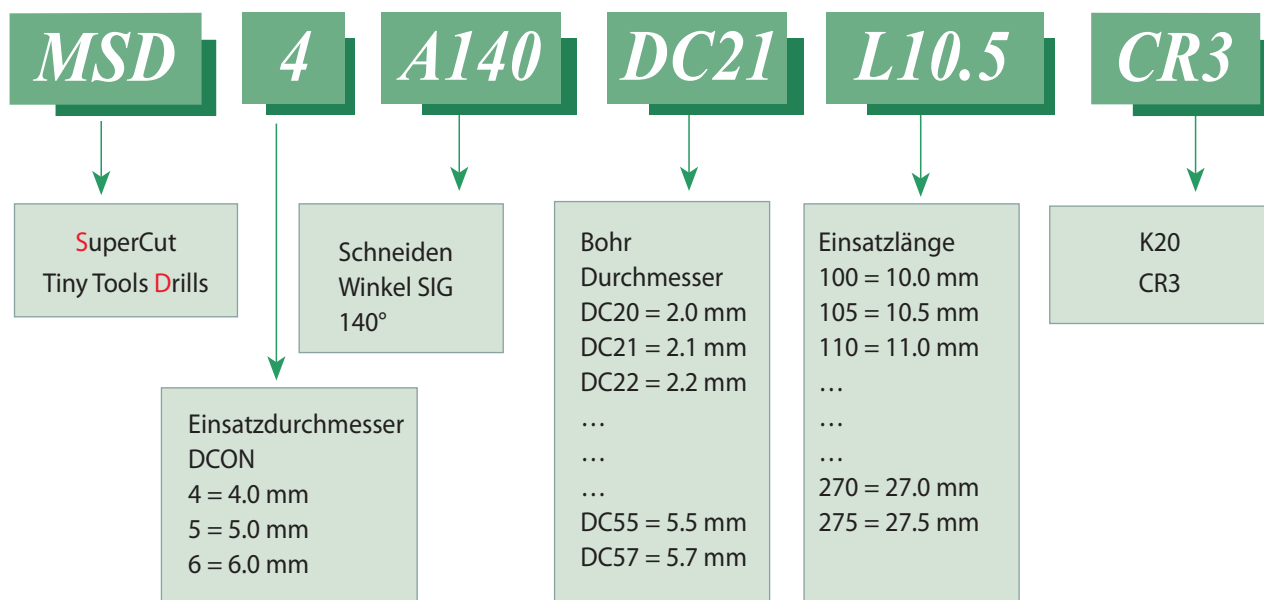 MSD 4 A140 DC21 L10.5 CR3
SuperCut
Tiny Tools Drills
Einsatzdurchmesser
DCON
4 = 4.0 mm
5 = 5.0 mm
6 = 6.0 mm
Schneiden
Winkel SIG
140°
Bohr
Durchmesser
DC20 = 2.0 mm
DC21 = 2.1 mm
DC22 = 2.2 mm
…
…
…
DC55 = 5.5 mm
DC57 = 5.7 mm
Einsatzlänge
100 = 10.0 mm
105 = 10.5 mm
110 = 11.0 mm
…
…
…
270 = 27.0 mm
275 = 27.5 mm
K20
CR3